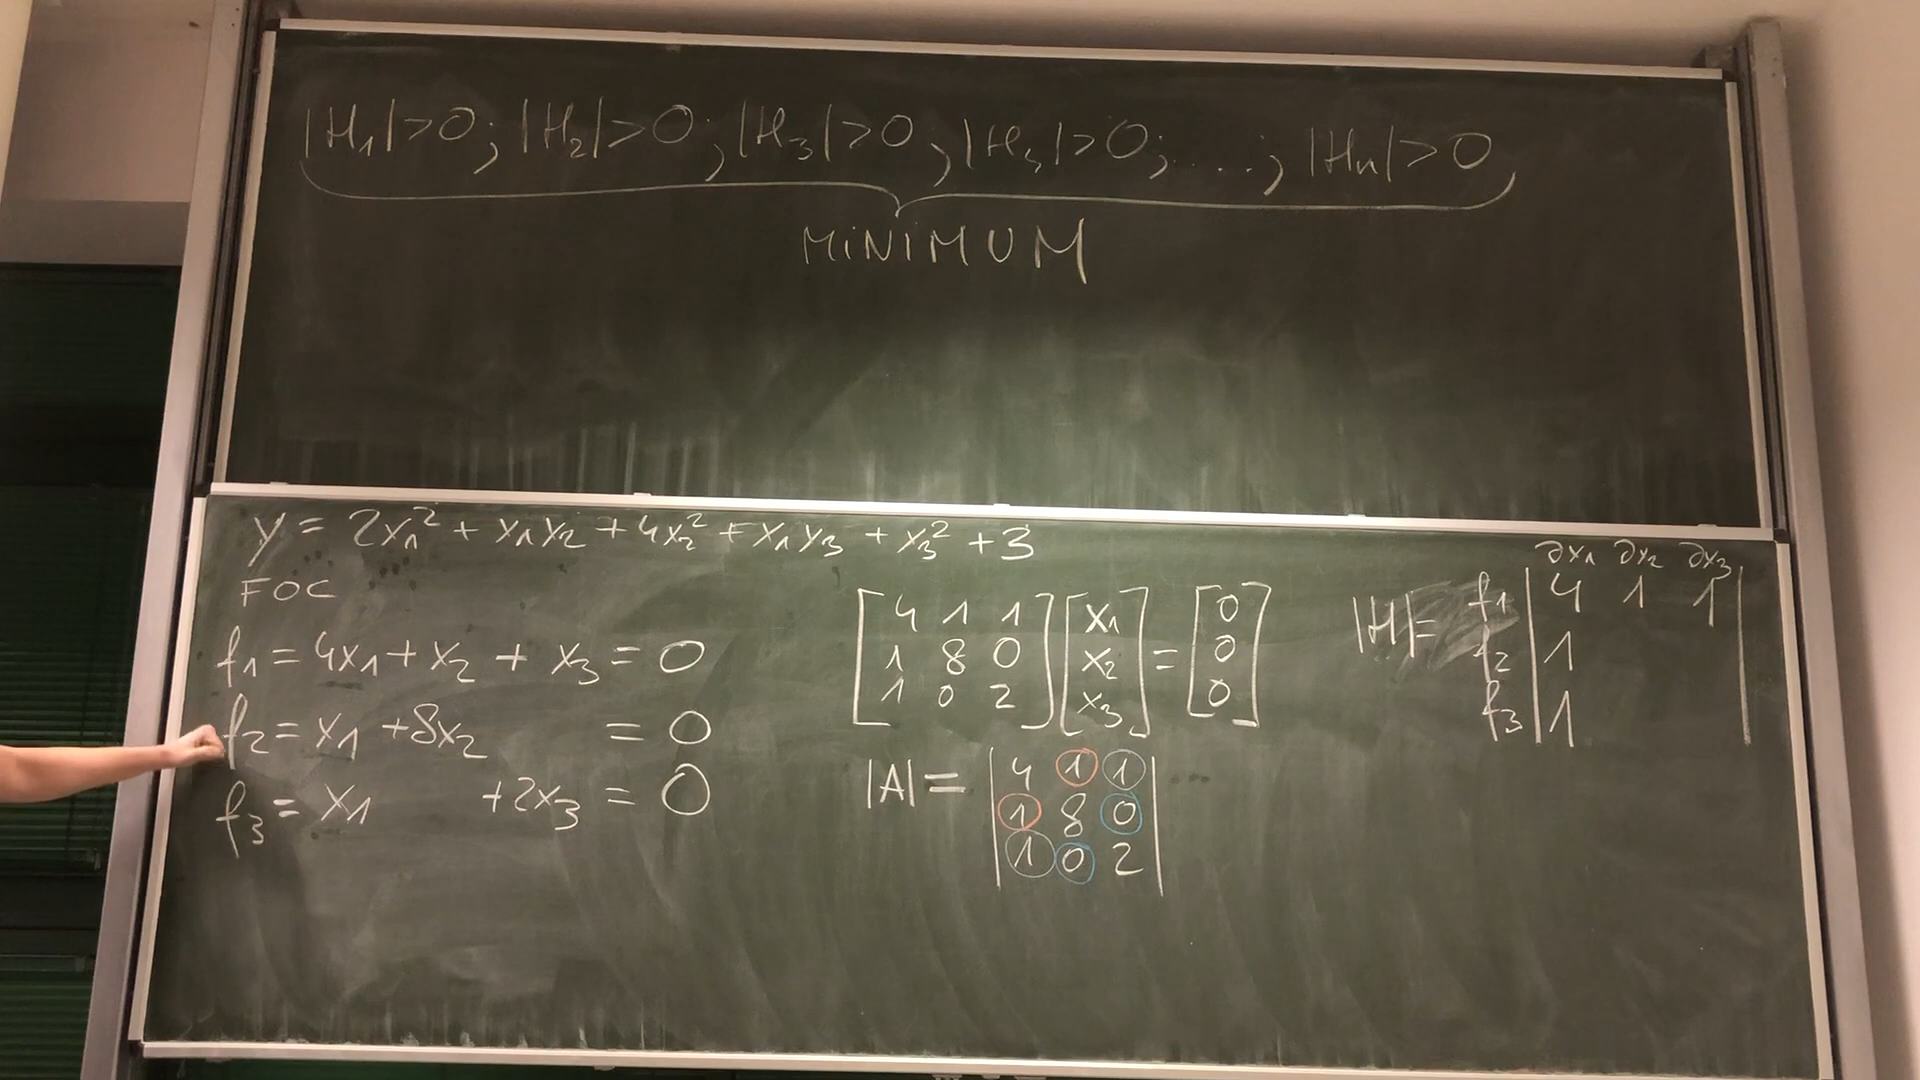 |H₁|>0; |H₂|>0; |H₃|>0; |H₄|>0; ....; |Hn|>0,
MINIMUM
y = 2x₁² + x₁x₂ + 4x₂² + x₁y₃ + x₃² + 3
FOC
f₁ = 4x₁ + x₂ + x₃ = 0
f₂ = x₁ + 8x₂ = 0
f₃ = x₁ + 2x₃ = 0
[4 1 1] [x₁] [0]
[1 8 0] [x₂] = [0]
[1 0 2] [x₃] [0]
|A| = |4 1 1|
|1 8 0|
|1 0 2|
∂x₁ ∂x₂ ∂x₃
|H| = f₁ |4 1 1|
f₂ |1 |
f₃ |1 |